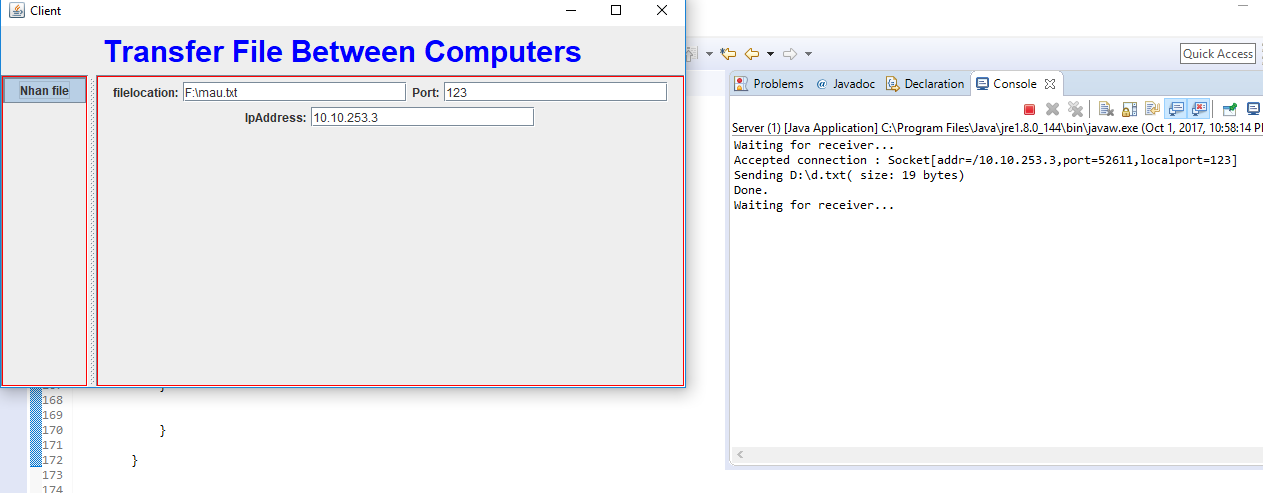 Client
Transfer File Between Computers
Nhan file
filelocation: F:\mau.txt Port: 123
IpAddress: 10.10.253.3
Quick Access
Problems @ Javadoc Declaration Console
Server (1) [Java Application] C:\Program Files\Java\jre1.8.0_144\bin\javaw.exe (Oct 1, 2017, 10:58:14 P
Waiting for receiver...
Accepted connection : Socket[addr=/10.10.253.3,port=52611,localport=123]
Sending D:\d.txt( size: 19 bytes)
Done.
Waiting for receiver...
168
169
170 }
171
172 }
173
174